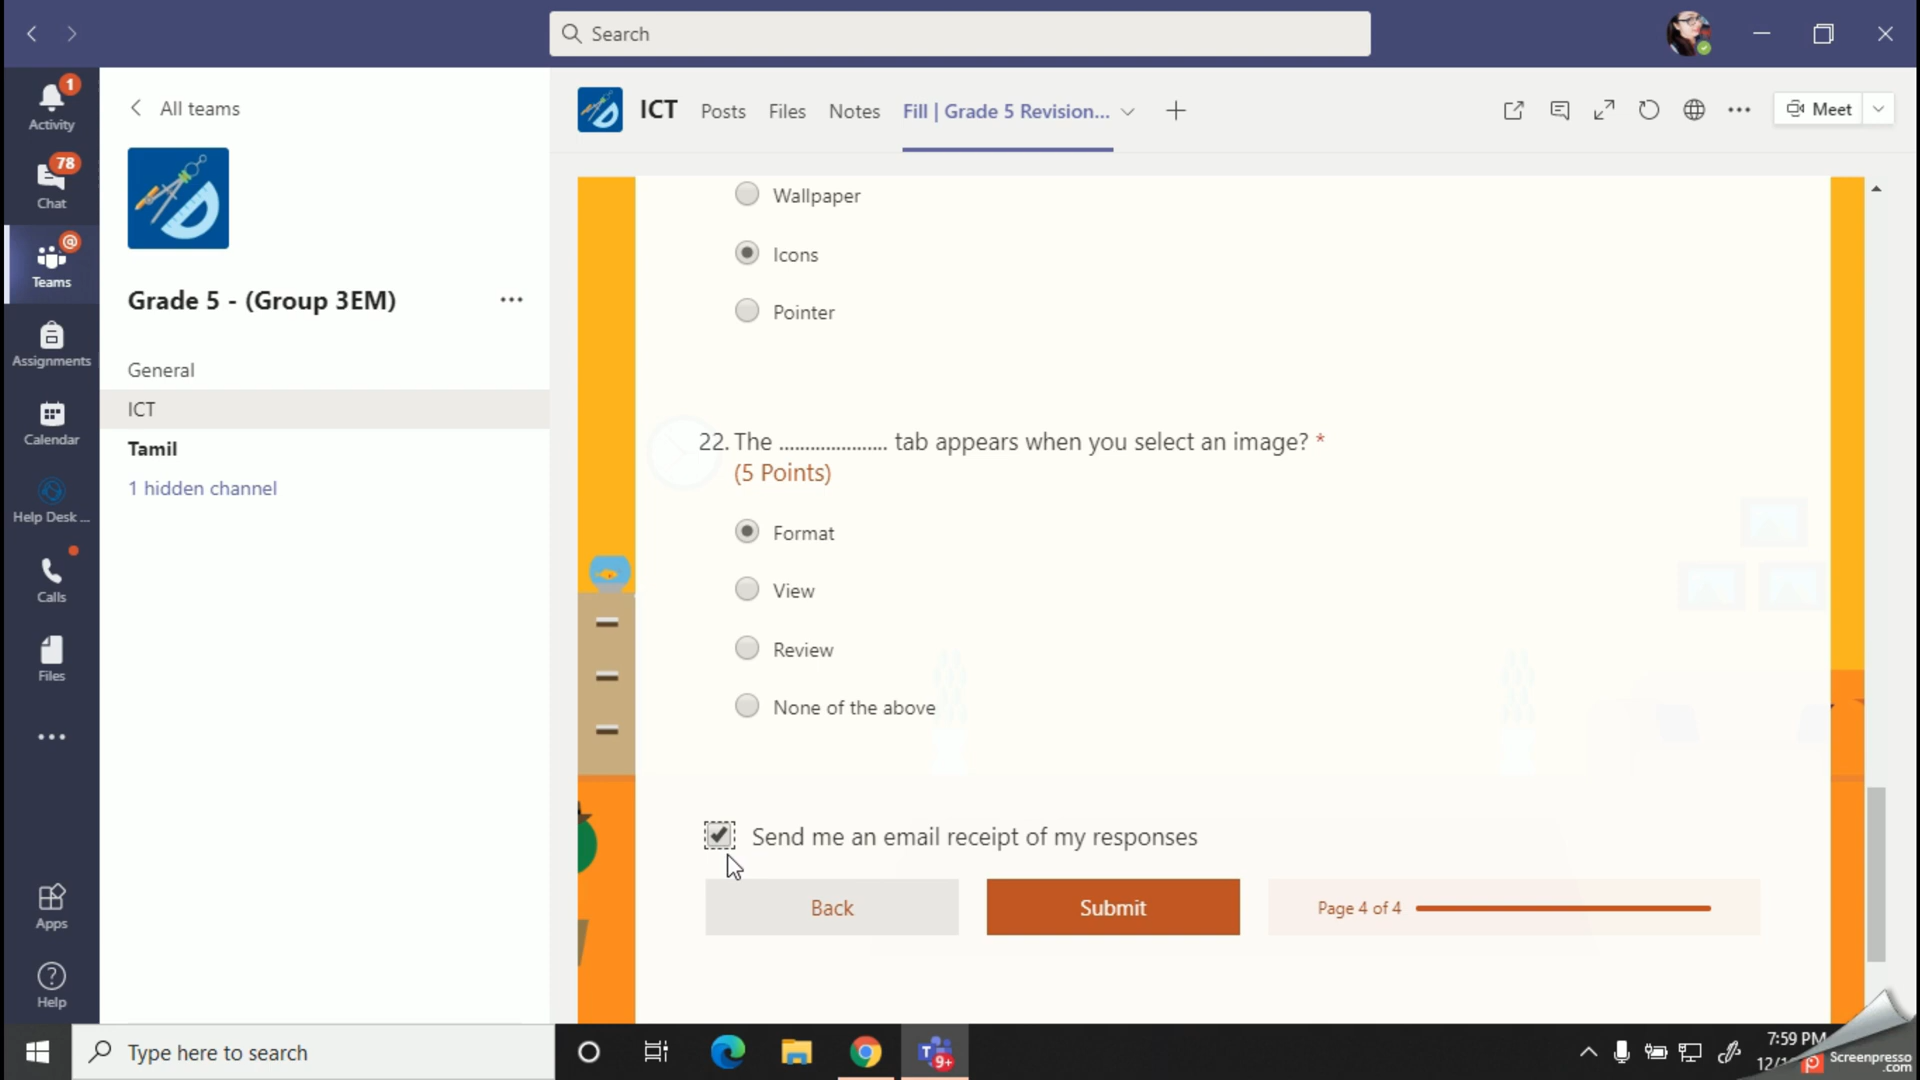 Search
1
Activity
78
Chat
@
Teams
Assignments
Calendar
Help Desk ...
Calls
Files
Apps
Help
All teams
Grade 5 - (Group 3EM)
General
ICT
Tamil
1 hidden channel
ICT Posts Files Notes Fill | Grade 5 Revision...
Meet
Wallpaper
Icons
Pointer
22. The ..................... tab appears when you select an image? *
(5 Points)
Format
View
Review
None of the above
Send me an email receipt of my responses
Back
Submit
Page 4 of 4
Type here to search
9+
7:59 PM
Screenpresso
.com